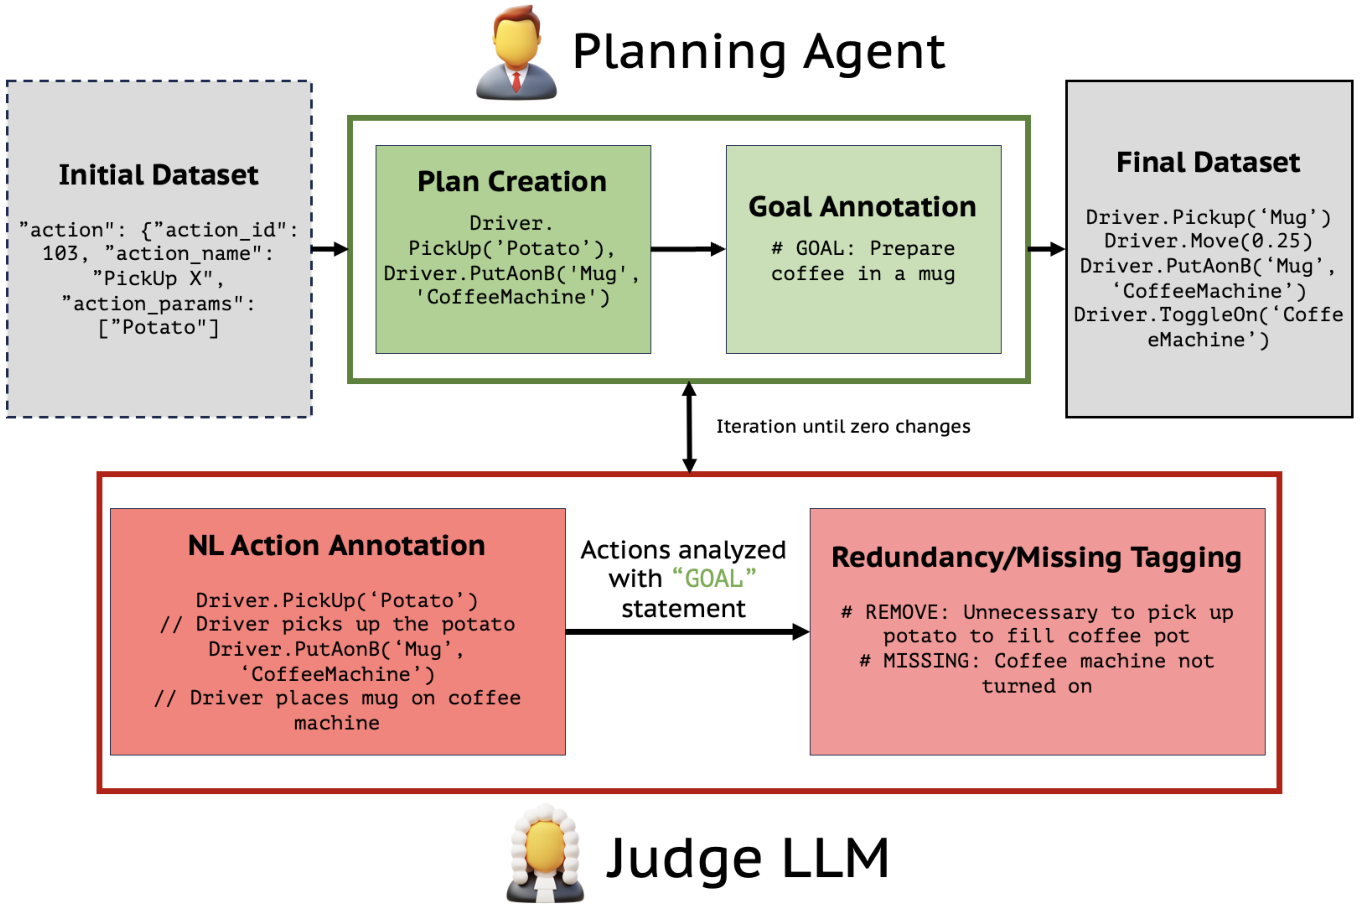 Planning Agent
Initial Dataset
”action": {”action_id":
103, "action_name":
”PickUp X",
”action_params":
[”Potato"]
Plan Creation
Driver.
PickUp(’Potato’),
Driver.PutAonB('Mug',
'CoffeeMachine')
Goal Annotation
# GOAL: Prepare
coffee in a mug
Final Dataset
Driver.Pickup(‘Mug’)
Driver.Move(0.25)
Driver.PutAonB(‘Mug’,
‘CoffeeMachine’)
Driver.ToggleOn(‘Coffe
eMachine’)
Iteration until zero changes
NL Action Annotation
Driver.PickUp(‘Potato’)
// Driver picks up the potato
Driver.PutAonB(‘Mug’,
‘CoffeeMachine’)
// Driver places mug on coffee
machine
Actions analyzed
with “GOAL”
statement
Redundancy/Missing Tagging
# REMOVE: Unnecessary to pick up
potato to fill coffee pot
# MISSING: Coffee machine not
turned on
Judge LLM